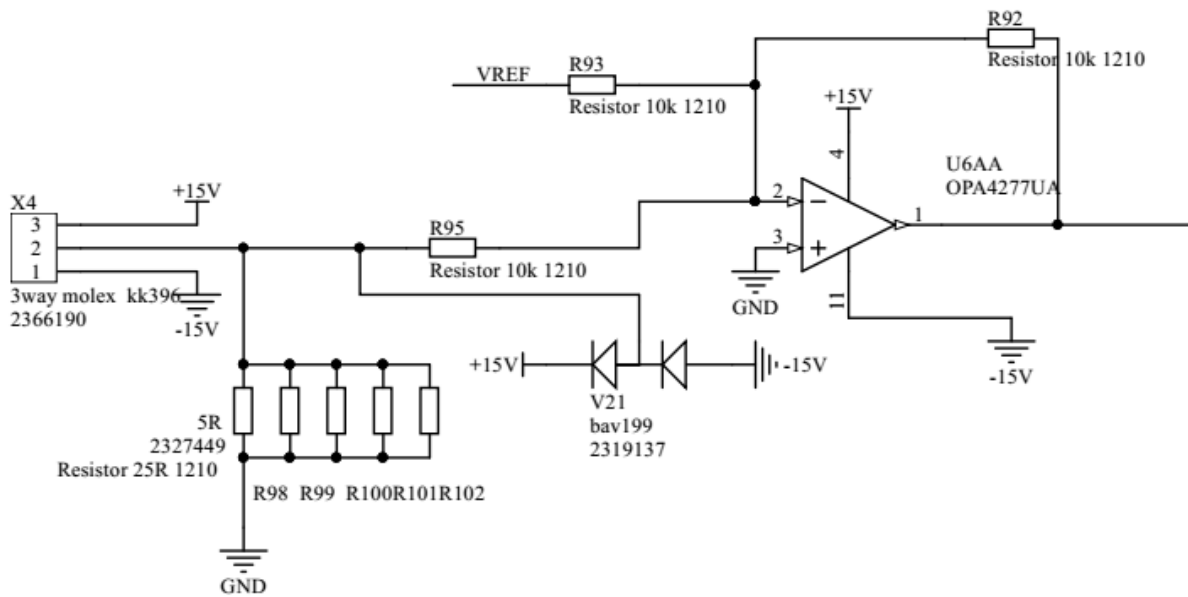 R92
Resistor 10k 1210
R93
VREF
Resistor 10k 1210
+15V
4
U6AA
OPA4277UA
2
1
3
11
GND
-15V
X4
+15V
3
2
1
3way molex kk396
2366190
-15V
R95
Resistor 10k 1210
+15V
-15V
V21
bav199
2319137
5R
2327449
Resistor 25R 1210
R98 R99 R100R101R102
GND